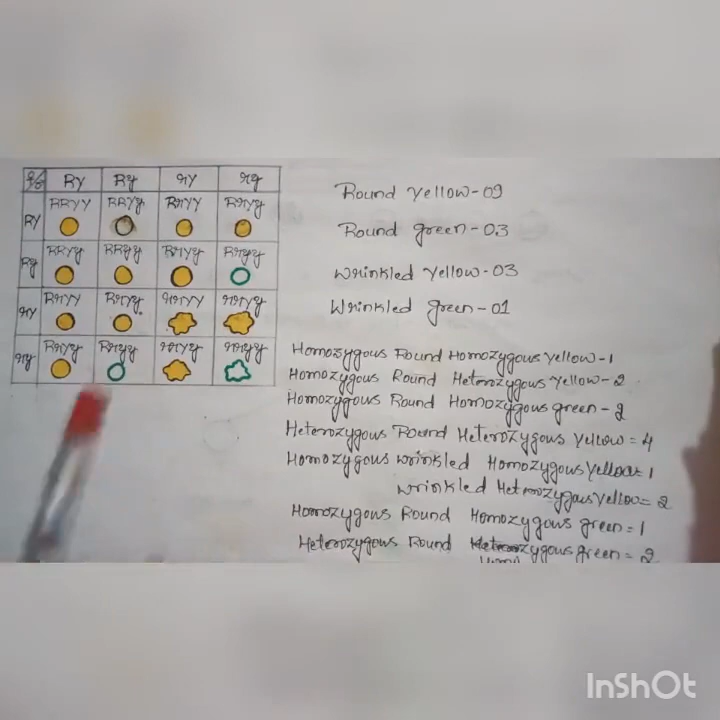 ♀/♂ RY Ry rY ry
RY RRYY RRYy RrYY RrYy
Ry RRYy RRyy RrYy Rryy
rY RrYY RrYy rrYY rrYy
ry RrYy Rryy rrYy rryy
Round Yellow-09
Round green-03
Wrinkled Yellow-03
Wrinkled green-01
Homozygous Round Homozygous Yellow-1
Homozygous Round Heterozygous Yellow-2
Homozygous Round Homozygous green-2
Heterozygous Round Heterozygous Yellow=4
Homozygous wrinkled Homozygous Yellow=1
wrinkled Heterozygous Yellow=2
Homozygous Round Homozygous green=1
Heterozygous Round green=2
InShOt